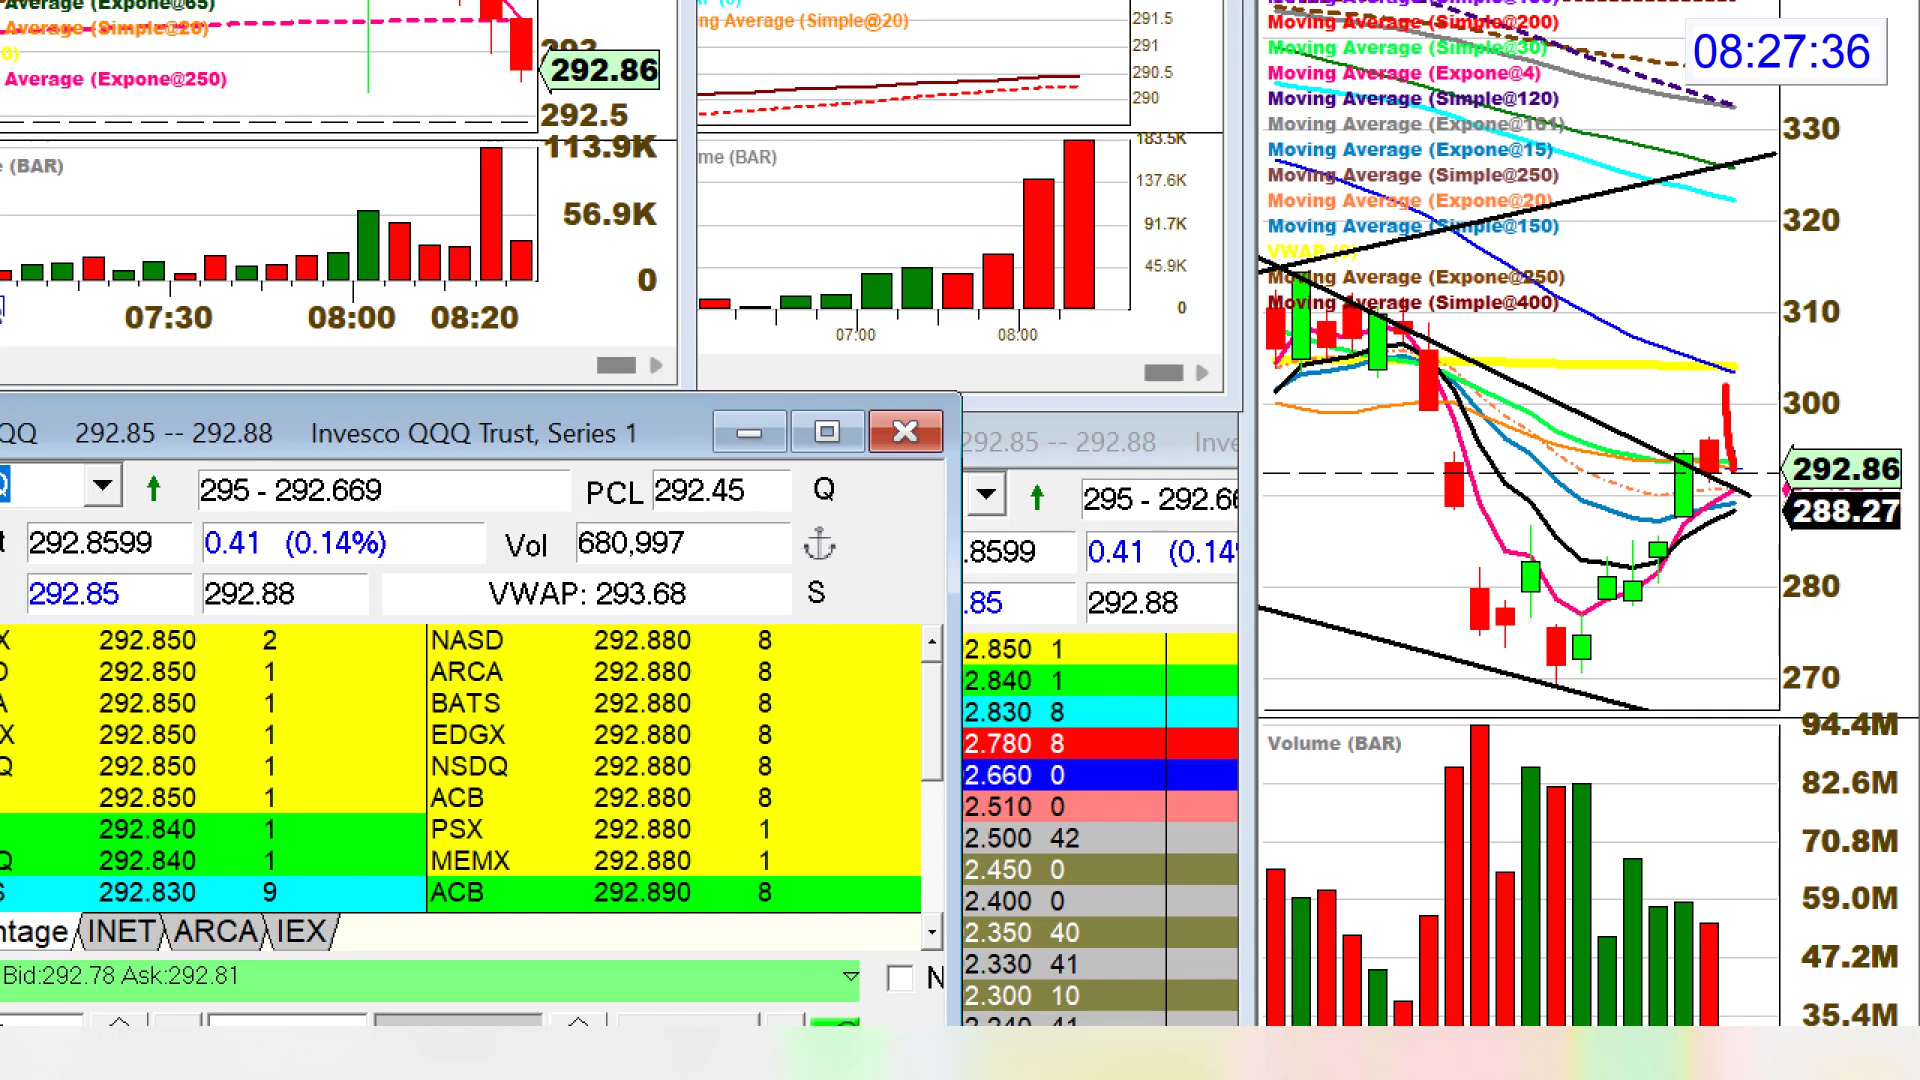 Average (Expone@65)
Average (Simple@20)
0)
Average (Expone@250)
292.86
292.5
113.9K
(BAR)
56.9K
0
07:30 08:00 08:20
ng Average (Simple@20)
291.5
291
290.5
290
183.5K
me (BAR)
137.6K
91.7K
45.9K
0
07:00 08:00
Moving Average (Simple@200)
Moving Average (Simple@30)
Moving Average (Expone@4)
Moving Average (Simple@120)
Moving Average (Expone@161)
Moving Average (Expone@15)
Moving Average (Simple@250)
Moving Average (Expone@20)
Moving Average (Simple@150)
VWAP (0)
Moving Average (Expone@250)
Moving Average (Simple@400)
08:27:36
330
320
310
300
292.86
288.27
280
270
94.4M
Volume (BAR)
82.6M
70.8M
59.0M
47.2M
35.4M
QQ 292.85 -- 292.88 Invesco QQQ Trust, Series 1
295 - 292.669 PCL 292.45 Q
t 292.8599 0.41 (0.14%) Vol 680,997
292.85 292.88 VWAP: 293.68 S
X 292.850 2 NASD 292.880 8
292.850 1 ARCA 292.880 8
A 292.850 1 BATS 292.880 8
X 292.850 1 EDGX 292.880 8
Q 292.850 1 NSDQ 292.880 8
292.850 1 ACB 292.880 8
292.840 1 PSX 292.880 1
Q 292.840 1 MEMX 292.880 1
S 292.830 9 ACB 292.890 8
ntage INET ARCA IEX
Bid:292.78 Ask:292.81
N
292.85 -- 292.88 Inve
295 - 292.66
.8599 0.41 (0.14
.85 292.88
2.850 1
2.840 1
2.830 8
2.780 8
2.660 0
2.510 0
2.500 42
2.450 0
2.400 0
2.350 40
2.330 41
2.300 10
2.240 41